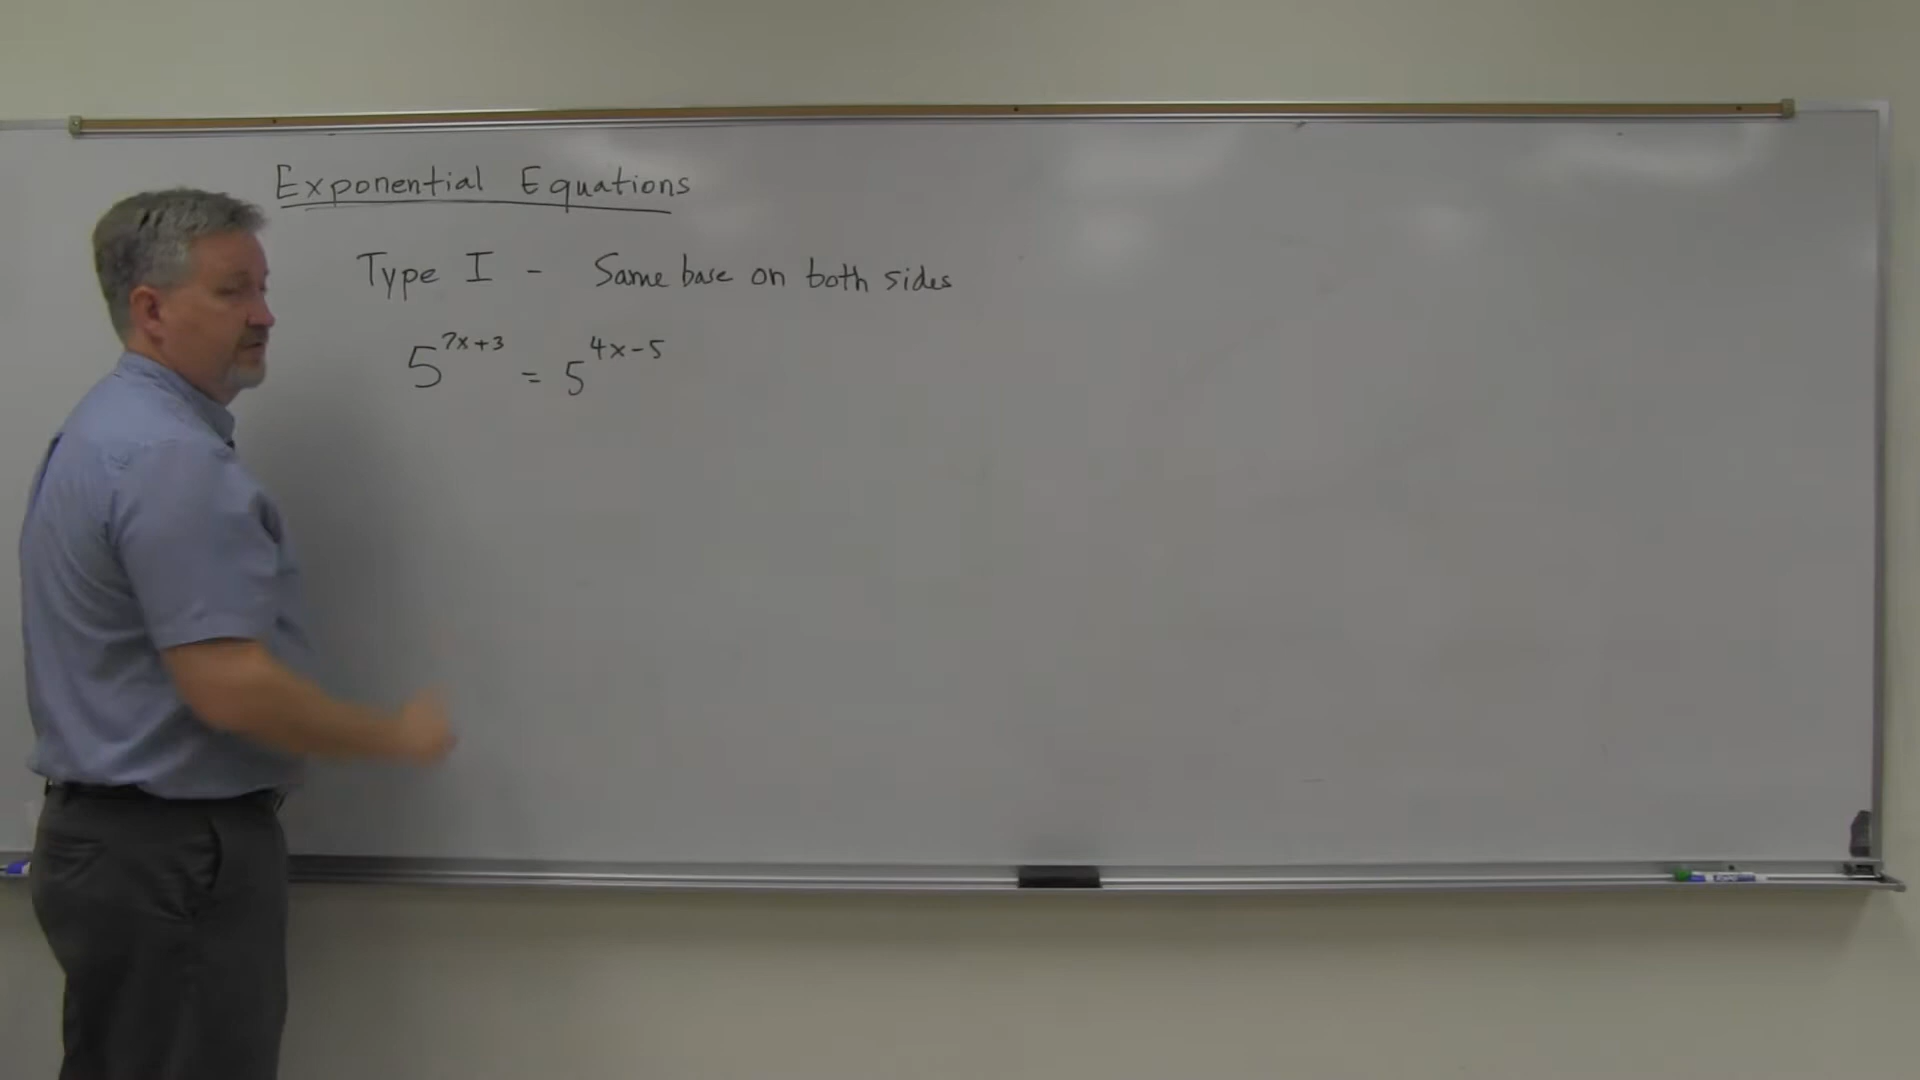 Exponential Equations
Type I - Same base on both sides
5^{7x+3} = 5^{4x-5}